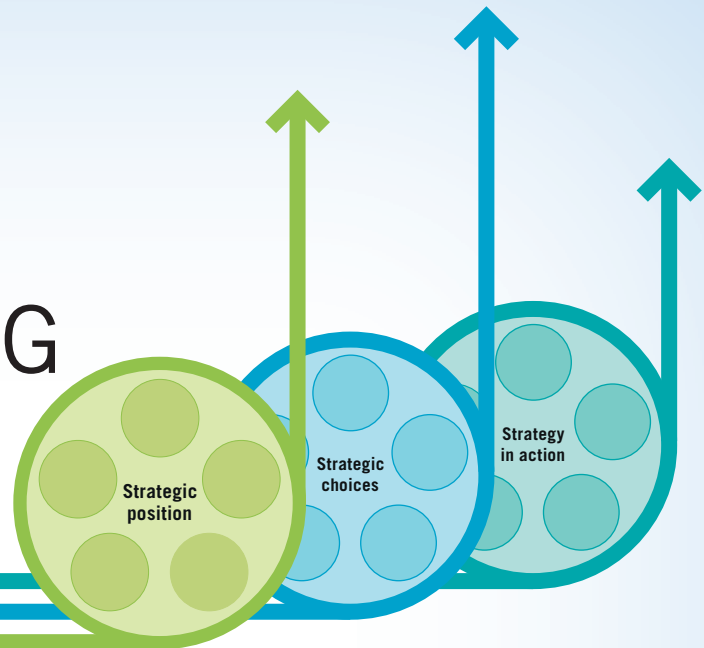 G
Strategic
position
Strategic
choices
Strategy
in action